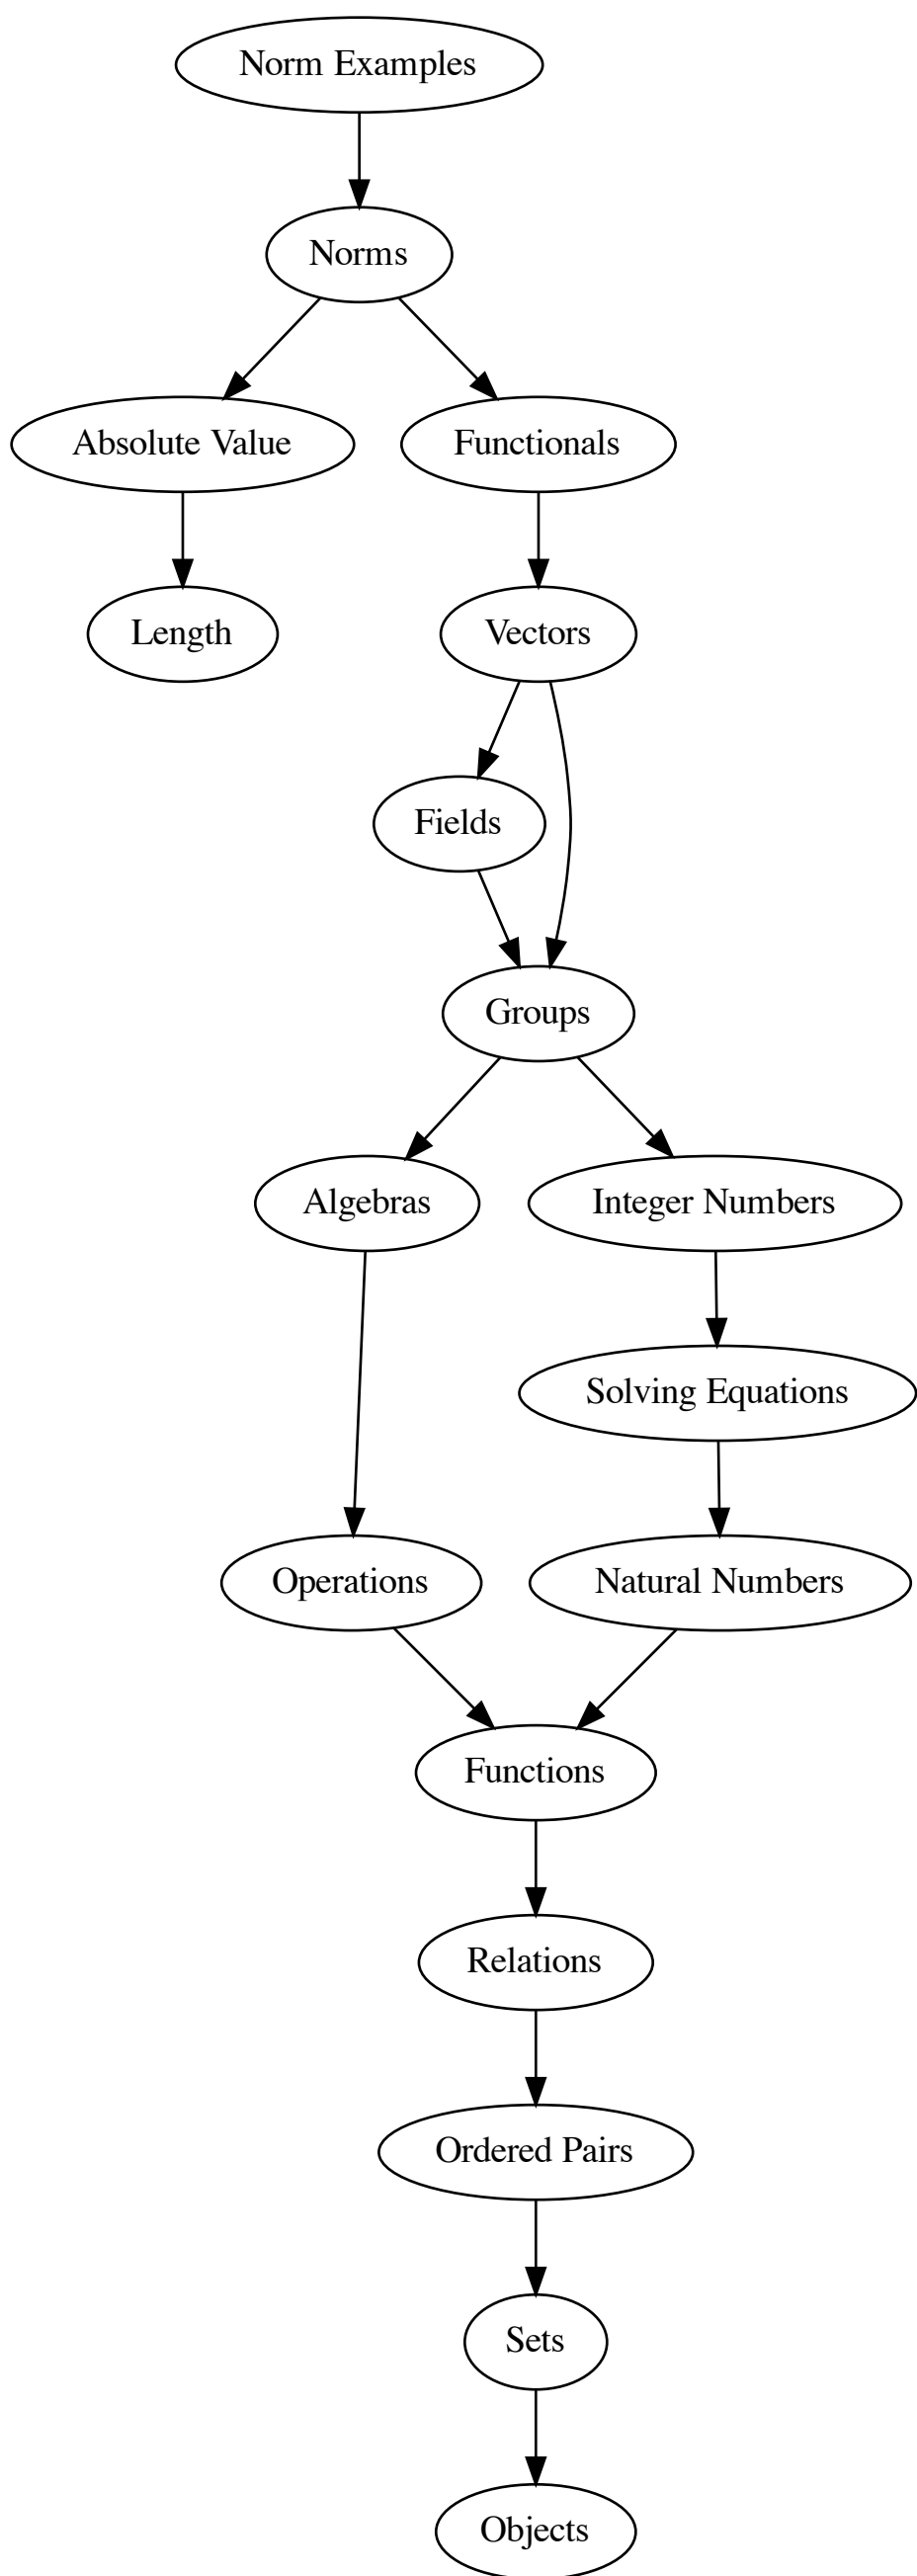 Norm Examples
Norms
Absolute Value
Functionals
Length
Vectors
Fields
Groups
Algebras
Integer Numbers
Solving Equations
Operations
Natural Numbers
Functions
Relations
Ordered Pairs
Sets
Objects